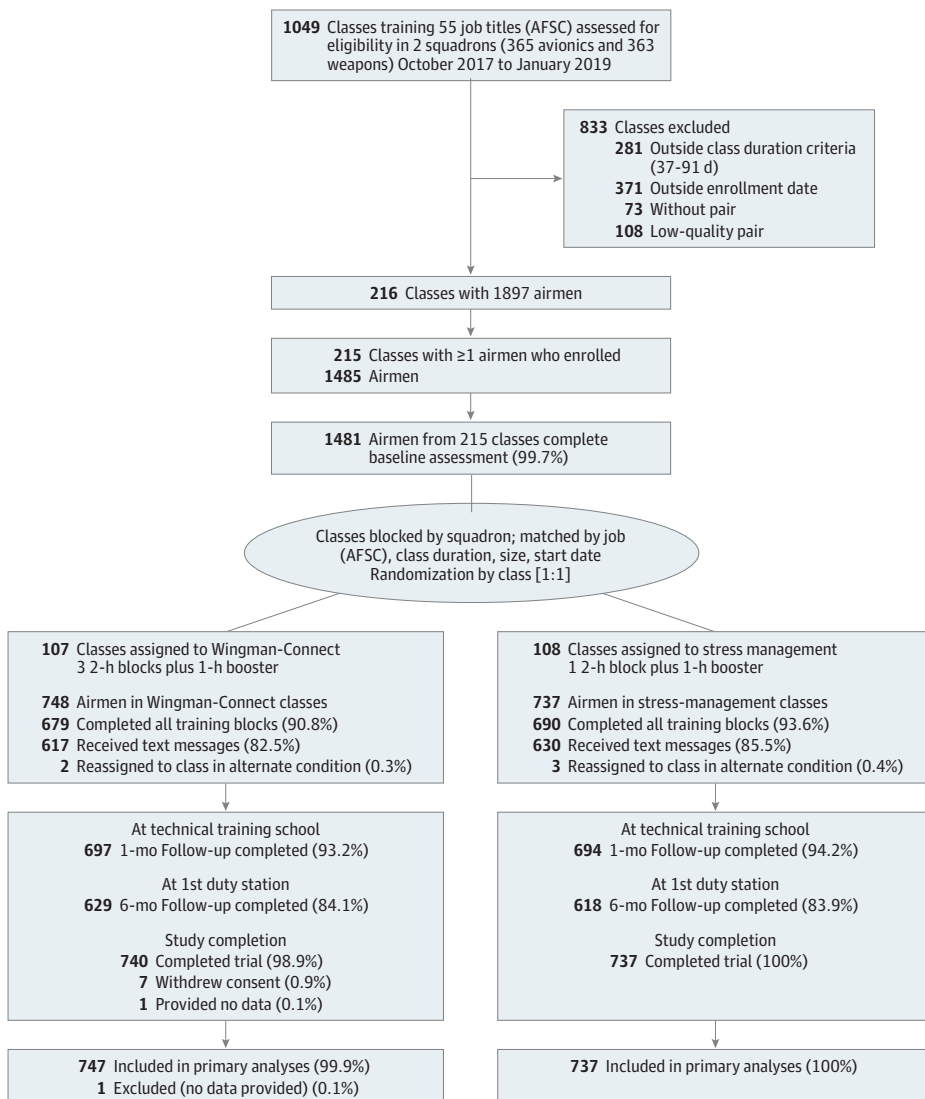 1049 Classes training 55 job titles (AFSC) assessed for
eligibility in 2 squadrons (365 avionics and 363
weapons) October 2017 to January 2019
833 Classes excluded
281 Outside class duration criteria
(37-91 d)
371 Outside enrollment date
73 Without pair
108 Low-quality pair
216 Classes with 1897 airmen
215 Classes with ≥1 airmen who enrolled
1485 Airmen
1481 Airmen from 215 classes complete
baseline assessment (99.7%)
Classes blocked by squadron; matched by job
(AFSC), class duration, size, start date
Randomization by class [1:1]
107 Classes assigned to Wingman-Connect
3 2-h blocks plus 1-h booster
748 Airmen in Wingman-Connect classes
679 Completed all training blocks (90.8%)
617 Received text messages (82.5%)
2 Reassigned to class in alternate condition (0.3%)
108 Classes assigned to stress management
1 2-h block plus 1-h booster
737 Airmen in stress-management classes
690 Completed all training blocks (93.6%)
630 Received text messages (85.5%)
3 Reassigned to class in alternate condition (0.4%)
At technical training school
697 1-mo Follow-up completed (93.2%)
At 1st duty station
629 6-mo Follow-up completed (84.1%)
Study completion
740 Completed trial (98.9%)
7 Withdrew consent (0.9%)
1 Provided no data (0.1%)
At technical training school
694 1-mo Follow-up completed (94.2%)
At 1st duty station
618 6-mo Follow-up completed (83.9%)
Study completion
737 Completed trial (100%)
747 Included in primary analyses (99.9%)
1 Excluded (no data provided) (0.1%)
737 Included in primary analyses (100%)